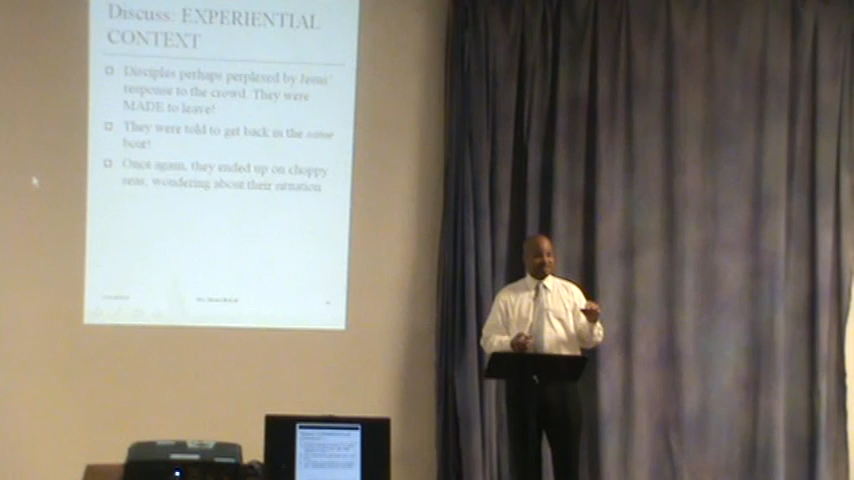 Discuss: EXPERIENTIAL
CONTEXT
Disciples perhaps perplexed by Jesus'
response to the crowd. They were
MADE to leave!
They were told to get back in the same
boat!
Once again, they ended up on choppy
seas; wondering about their situation